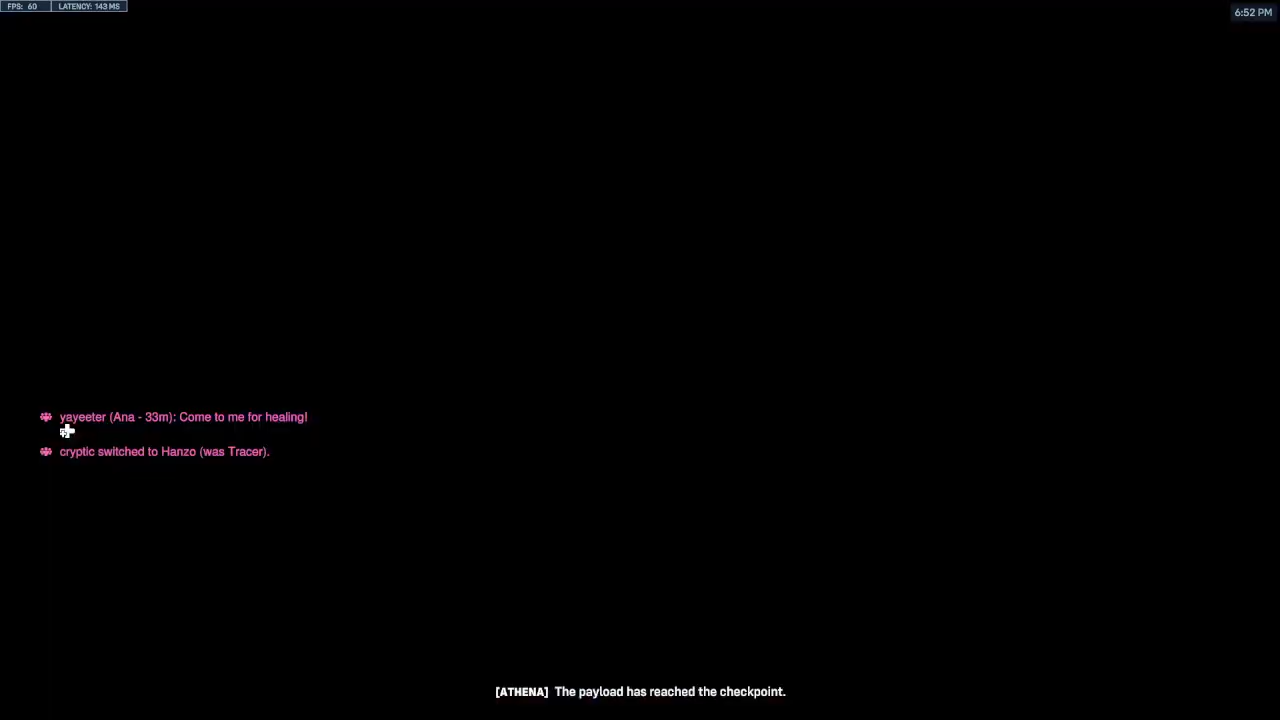 FPS: 60 LATENCY: 143 MS
6:52 PM
yayeeter (Ana - 33m): Come to me for healing!
cryptic switched to Hanzo (was Tracer).
[ATHENA] The payload has reached the checkpoint.